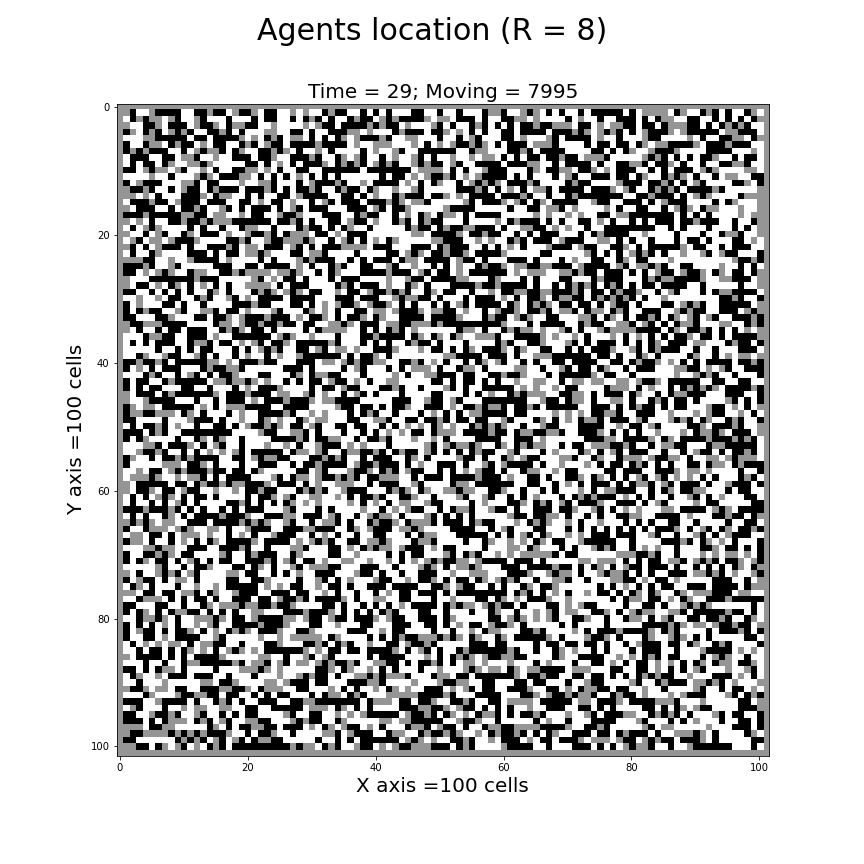 Agents location (R = 8)
Time = 29; Moving = 7995
Y axis =100 cells
0
20
40
60
80
100
0 20 40 60 80 100
X axis =100 cells